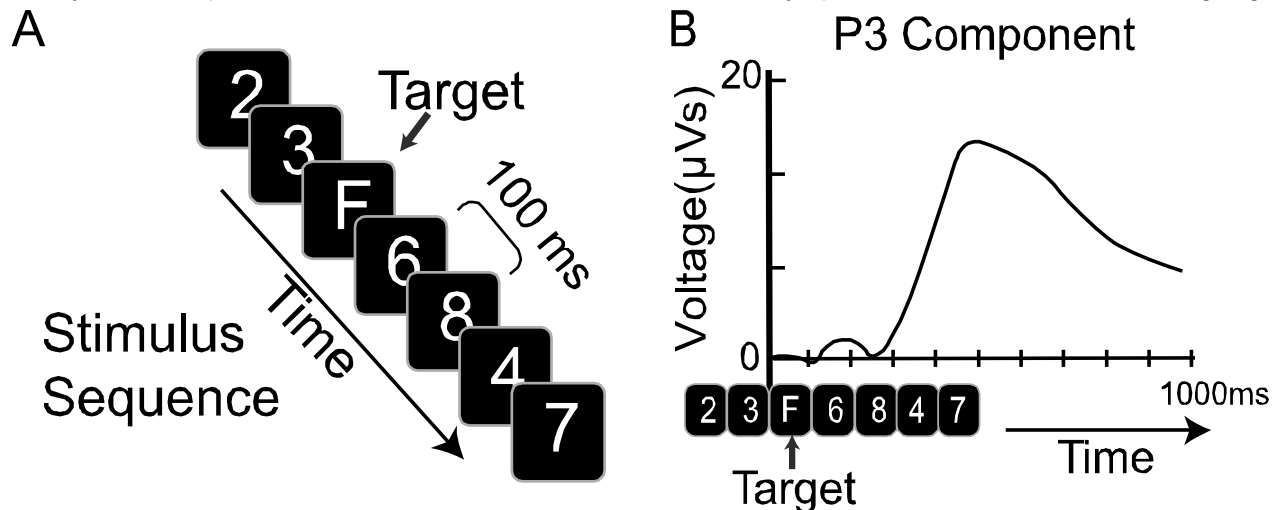 A
2
3
F
6
8
4
7
Target
100 ms
Time
Stimulus
Sequence
B
P3 Component
Voltage(μVs)
20
0
1000ms
2 3 F 6 8 4 7
Time
Target